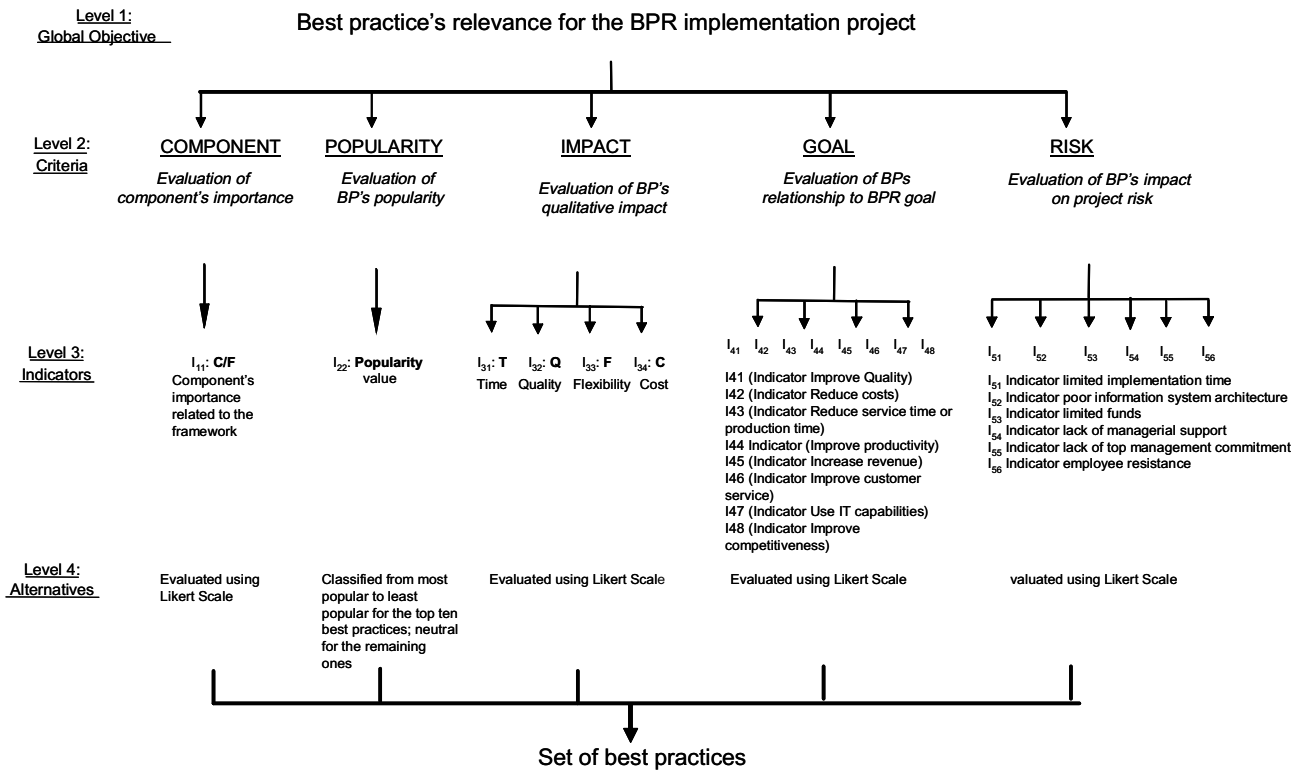 Level 1:
Global Objective
Best practice's relevance for the BPR implementation project
Level 2:
Criteria
COMPONENT
Evaluation of
component's importance
POPULARITY
Evaluation of
BP's popularity
IMPACT
Evaluation of BP's
qualitative impact
GOAL
Evaluation of BPs
relationship to BPR goal
RISK
Evaluation of BP's impact
on project risk
Level 3:
Indicators
I11: C/F
Component's
importance
related to the
framework
I22: Popularity
value
I31: T
Time
I32: Q
Quality
I33: F
Flexibility
I34: C
Cost
I41 I42 I43 I44 I45 I46 I47 I48
I41 (Indicator Improve Quality)
I42 (Indicator Reduce costs)
I43 (Indicator Reduce service time or
production time)
I44 Indicator (Improve productivity)
I45 (Indicator Increase revenue)
I46 (Indicator Improve customer
service)
I47 (Indicator Use IT capabilities)
I48 (Indicator Improve
competitiveness)
I51 I52 I53 I54 I55 I56
I51 Indicator limited implementation time
I52 Indicator poor information system architecture
I53 Indicator limited funds
I54 Indicator lack of managerial support
I55 Indicator lack of top management commitment
I56 Indicator employee resistance
Level 4:
Alternatives
Evaluated using
Likert Scale
Classified from most
popular to least
popular for the top ten
best practices; neutral
for the remaining
ones
Evaluated using Likert Scale
Evaluated using Likert Scale
valuated using Likert Scale
Set of best practices